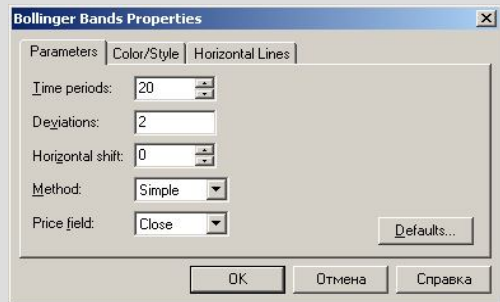 Bollinger Bands Properties
Parameters Color/Style Horizontal Lines
Time periods: 20
Deviations: 2
Horizontal shift: 0
Method: Simple
Price field: Close
Defaults...
OK Отмена Справка